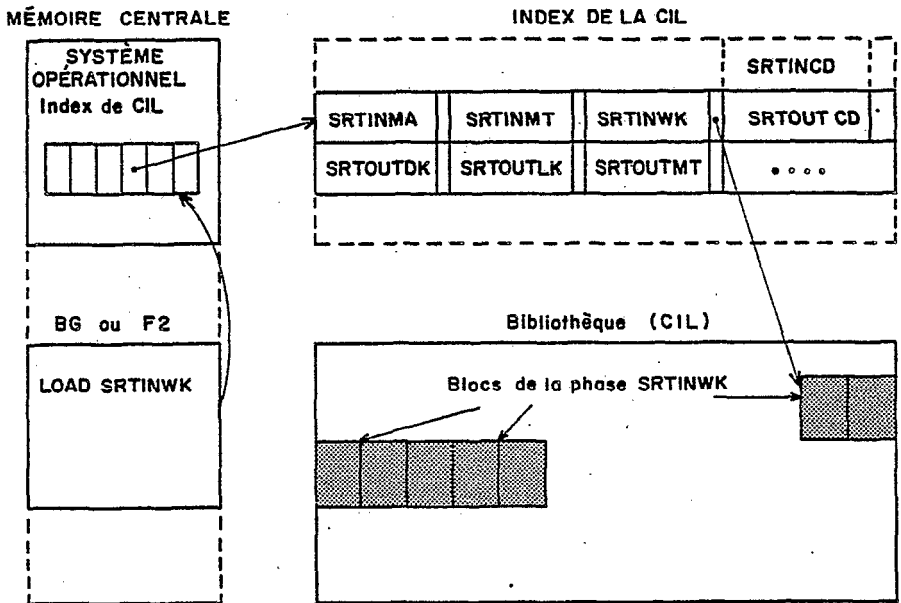 MÉMOIRE CENTRALE
SYSTÈME
OPÉRATIONNEL
Index de CIL
BG ou F2
LOAD SRTINWK
INDEX DE LA CIL
SRTINCD
SRTINMA SRTINMT SRTINWK SRTOUT CD
SRTOUTDK SRTOUTLK SRTOUTMT
Bibliothèque (CIL)
Blocs de la phase SRTINWK